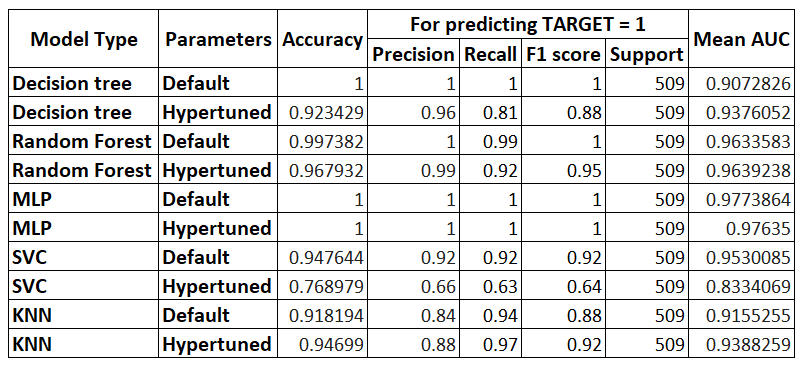 Model Type Parameters Accuracy For predicting TARGET = 1 Mean AUC
Precision Recall F1 score Support
Decision tree Default 1 1 1 1 509 0.9072826
Decision tree Hypertuned 0.923429 0.96 0.81 0.88 509 0.9376052
Random Forest Default 0.997382 1 0.99 1 509 0.9633583
Random Forest Hypertuned 0.967932 0.99 0.92 0.95 509 0.9639238
MLP Default 1 1 1 1 509 0.9773864
MLP Hypertuned 1 1 1 1 509 0.97635
SVC Default 0.947644 0.92 0.92 0.92 509 0.9530085
SVC Hypertuned 0.768979 0.66 0.63 0.64 509 0.8334069
KNN Default 0.918194 0.84 0.94 0.88 509 0.9155255
KNN Hypertuned 0.94699 0.88 0.97 0.92 509 0.9388259